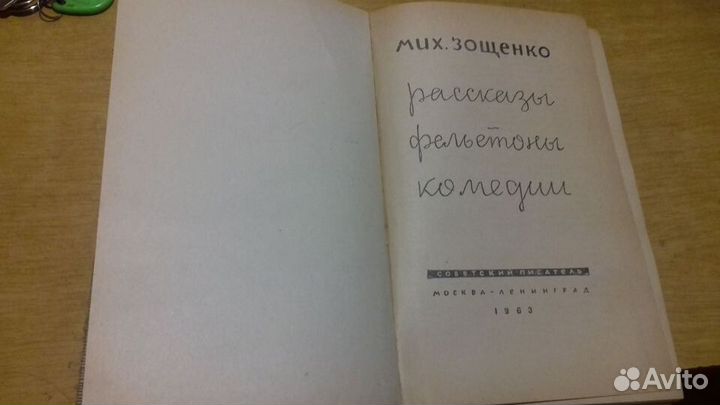 мих. зощенко
рассказы
фельетоны
комедии
СОВЕТСКИЙ ПИСАТЕЛЬ
МОСКВА-ЛЕНИНГРАД
1963
Avito